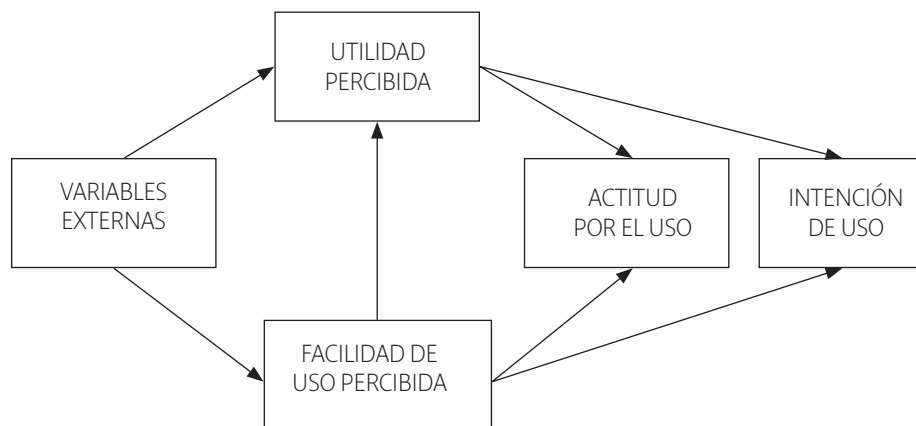 UTILIDAD
PERCIBIDA
VARIABLES
EXTERNAS
ACTITUD
POR EL USO
INTENCIÓN
DE USO
FACILIDAD DE
USO PERCIBIDA